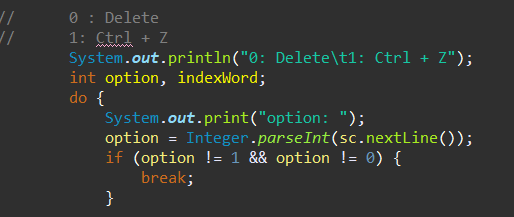 //      0 : Delete
//      1: Ctrl + Z
        System.out.println("0: Delete\t1: Ctrl + Z");
        int option, indexWord;
        do {
            System.out.print("option: ");
            option = Integer.parseInt(sc.nextLine());
            if (option != 1 && option != 0) {
                break;
            }